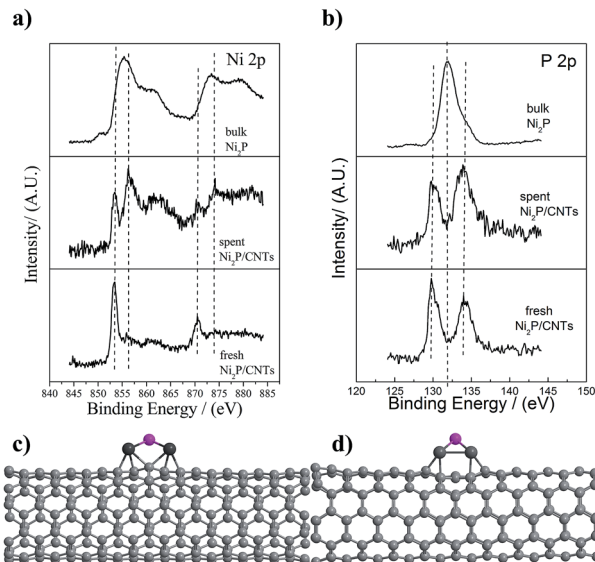 a)
Ni 2p
bulk
Ni₂P
spent
Ni₂P/CNTs
fresh
Ni₂P/CNTs
Intensity/ (A.U.)
840 845 850 855 860 865 870 875 880 885
Binding Energy / (eV)
b)
P 2p
bulk
Ni₂P
spent
Ni₂P/CNTs
fresh
Ni₂P/CNTs
Intensity/ (A.U.)
120 125 130 135 140 145 150
Binding Energy / (eV)
c)
d)